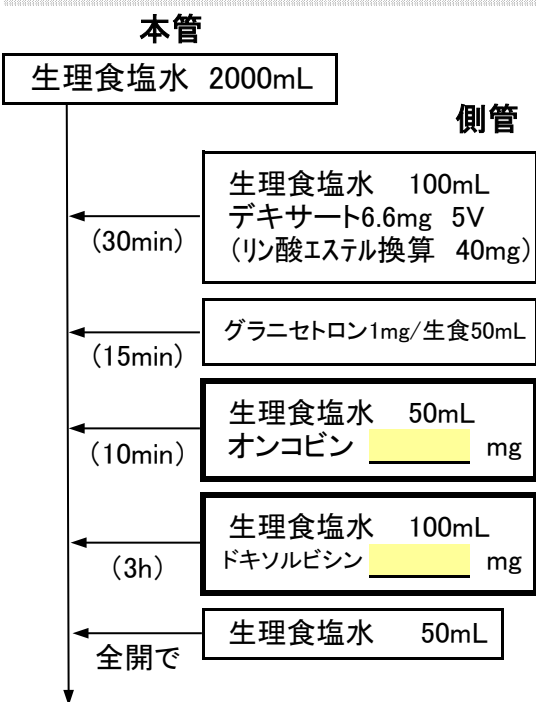 本管
生理食塩水 2000mL
側管
生理食塩水 100mL
デキサート6.6mg 5V
(リン酸エステル換算 40mg)
(30min)
グラニセトロン1mg/生食50mL
(15min)
生理食塩水 50mL
オンコビン mg
(10min)
生理食塩水 100mL
ドキソルビシン mg
(3h)
生理食塩水 50mL
全開で